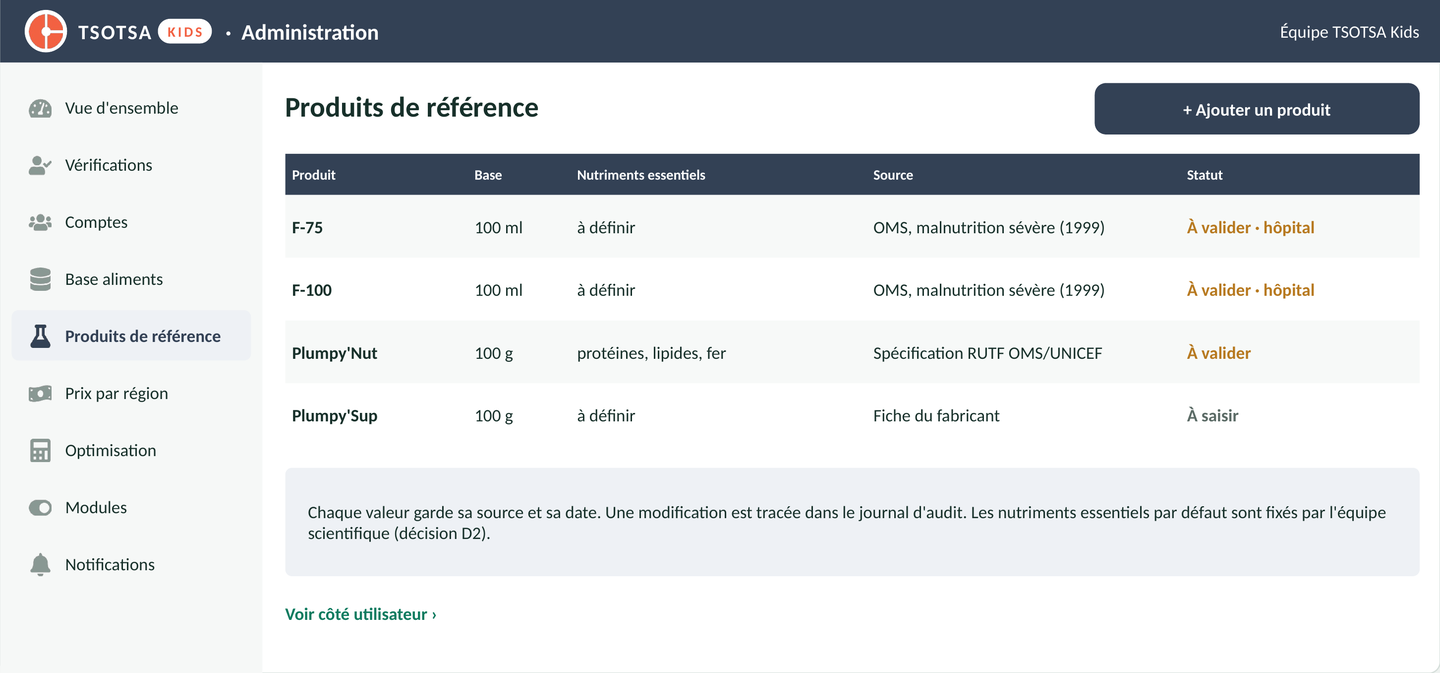 TSOTSA KIDS · Administration
Équipe TSOTSA Kids
Vue d'ensemble
Vérifications
Comptes
Base aliments
Produits de référence
Prix par région
Optimisation
Modules
Notifications
Produits de référence
+ Ajouter un produit
Produit Base Nutriments essentiels Source Statut
F-75 100 ml à définir OMS, malnutrition sévère (1999) À valider · hôpital
F-100 100 ml à définir OMS, malnutrition sévère (1999) À valider · hôpital
Plumpy'Nut 100 g protéines, lipides, fer Spécification RUTF OMS/UNICEF À valider
Plumpy'Sup 100 g à définir Fiche du fabricant À saisir
Chaque valeur garde sa source et sa date. Une modification est tracée dans le journal d'audit. Les nutriments essentiels par défaut sont fixés par l'équipe
scientifique (décision D2).
Voir côté utilisateur ›